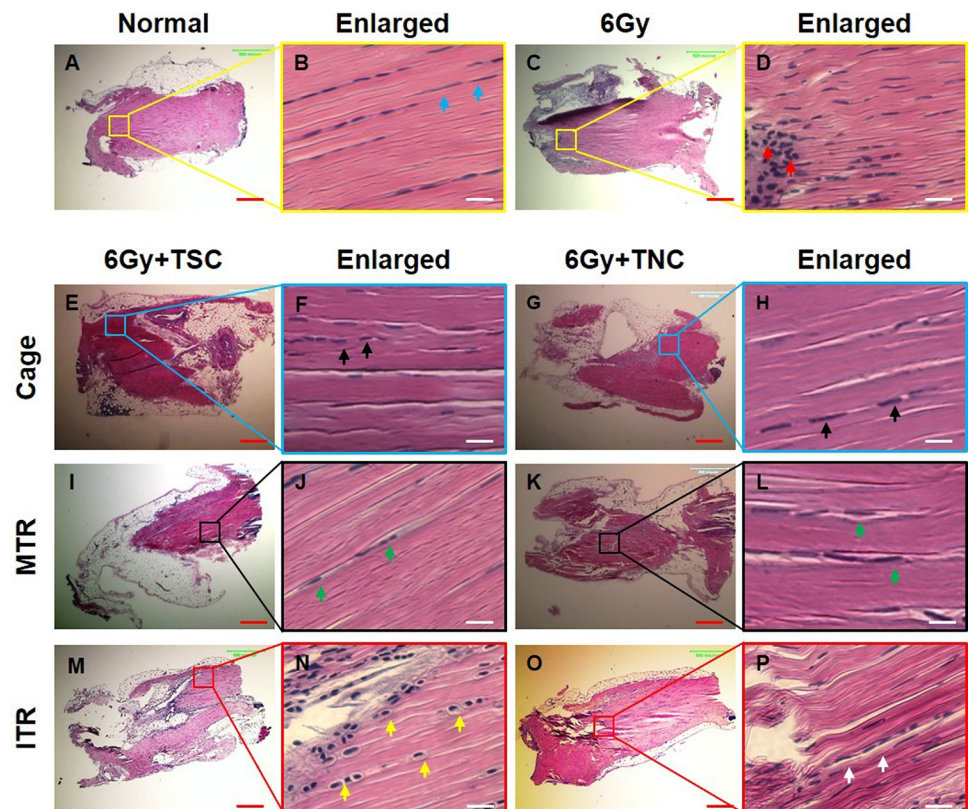 Normal Enlarged 6Gy Enlarged
A B C D
6Gy+TSC Enlarged 6Gy+TNC Enlarged
Cage
E F G H
MTR
I J K L
ITR
M N O P